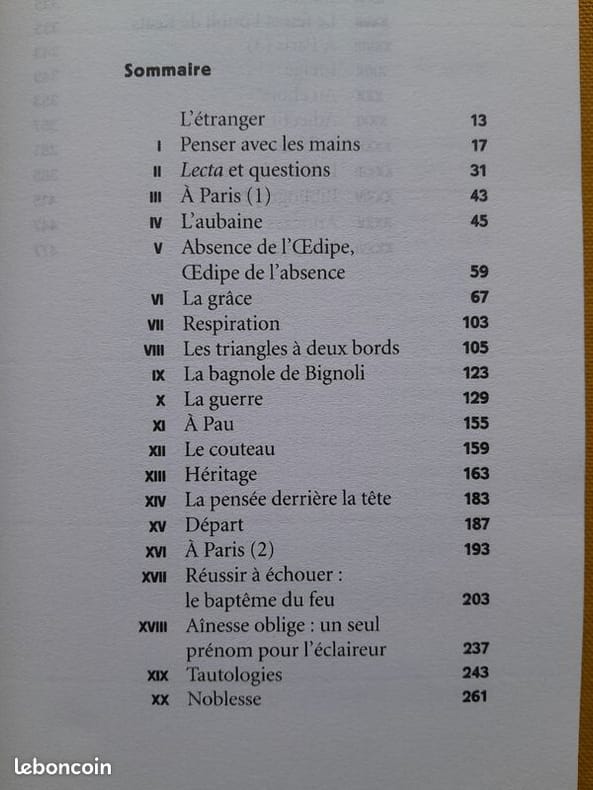 Sommaire
L'étranger 13
I Penser avec les mains 17
II Lecta et questions 31
III À Paris (1) 43
IV L'aubaine 45
V Absence de l'Œdipe,
Œdipe de l'absence 59
VI La grâce 67
VII Respiration 103
VIII Les triangles à deux bords 105
IX La bagnole de Bignoli 123
X La guerre 129
XI À Pau 155
XII Le couteau 159
XIII Héritage 163
XIV La pensée derrière la tête 183
XV Départ 187
XVI À Paris (2) 193
XVII Réussir à échouer :
le baptême du feu 203
XVIII Aînesse oblige : un seul
prénom pour l'éclaireur 237
XIX Tautologies 243
XX Noblesse 261
leboncoin